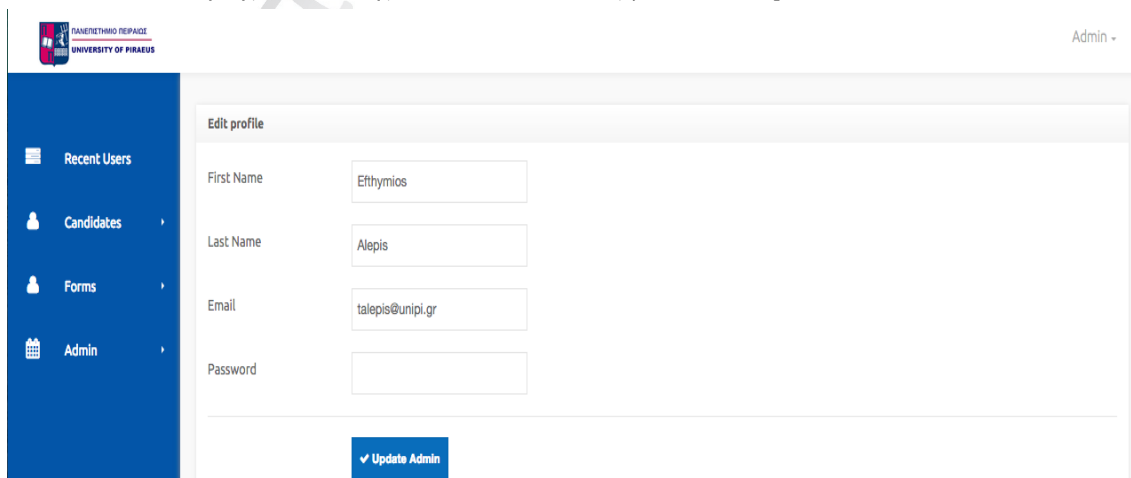 ΠΑΝΕΠΙΣΤΗΜΙΟ ΠΕΙΡΑΙΩΣ
UNIVERSITY OF PIRAEUS
Admin
Recent Users
Candidates
Forms
Admin
Edit profile
First Name Efthymios
Last Name Alepis
Email talepis@unipi.gr
Password
Update Admin